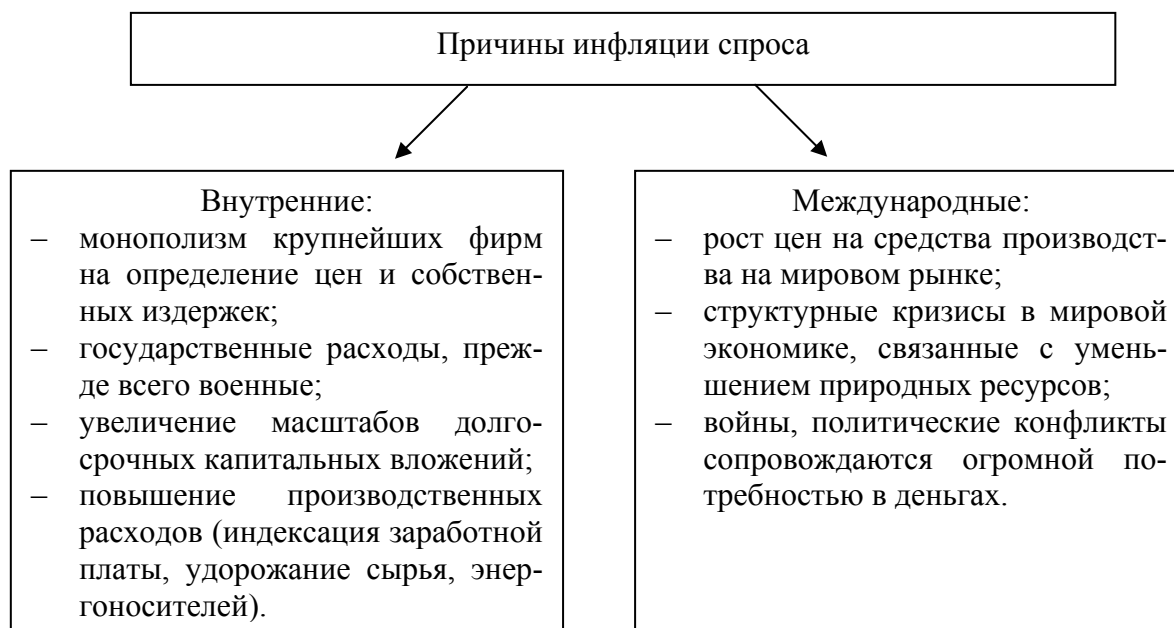 Причины инфляции спроса
Внутренние:
– монополизм крупнейших фирм
на определение цен и собствен-
ных издержек;
– государственные расходы, преж-
де всего военные;
– увеличение масштабов долго-
срочных капитальных вложений;
– повышение производственных
расходов (индексация заработной
платы, удорожание сырья, энер-
гоносителей).
Международные:
– рост цен на средства производст-
ва на мировом рынке;
– структурные кризисы в мировой
экономике, связанные с умень-
шением природных ресурсов;
– войны, политические конфликты
сопровождаются огромной по-
требностью в деньгах.